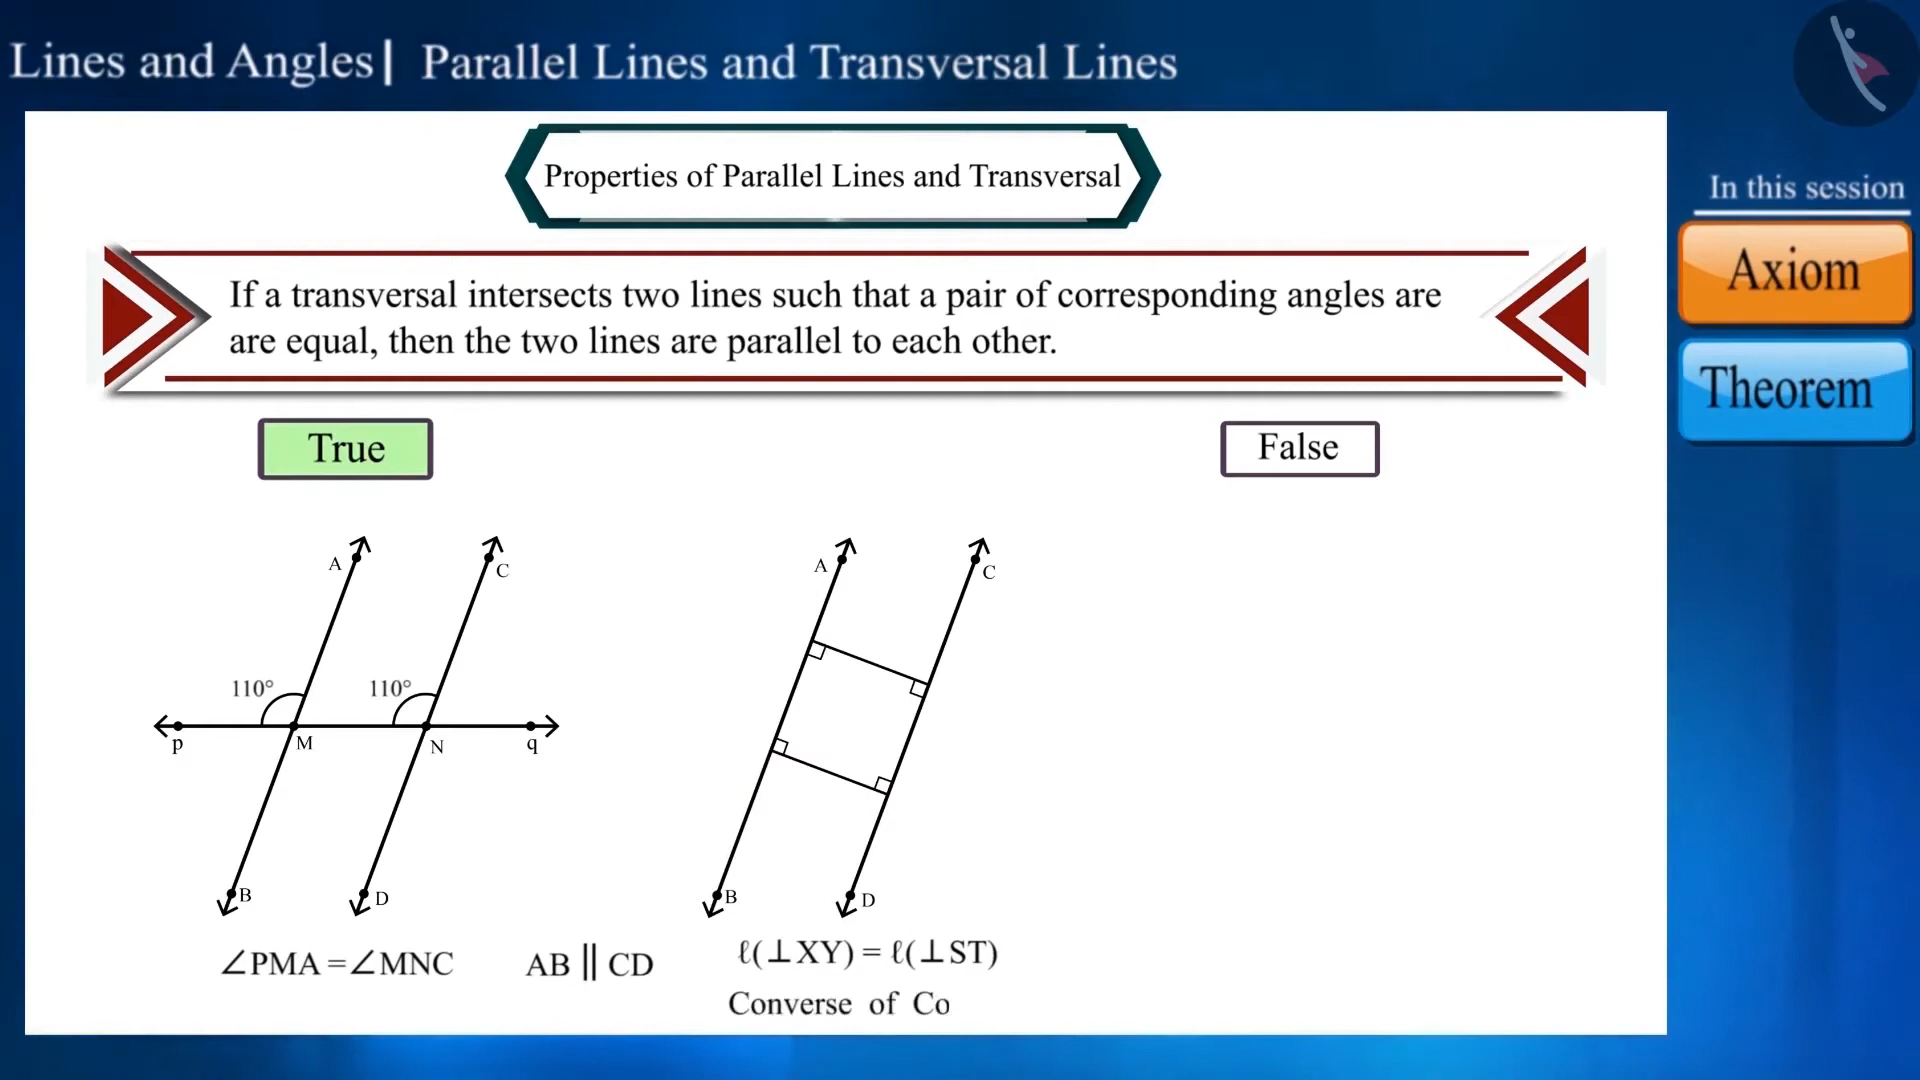 Lines and Angles| Parallel Lines and Transversal Lines
In this session
Axiom
Theorem
Properties of Parallel Lines and Transversal
If a transversal intersects two lines such that a pair of corresponding angles are
are equal, then the two lines are parallel to each other.
True
False
A
C
110°
110°
p
M
N
q
B
D
∠PMA = ∠MNC
AB || CD
A
C
B
D
ℓ(⊥XY) = ℓ(⊥ST)
Converse of Co